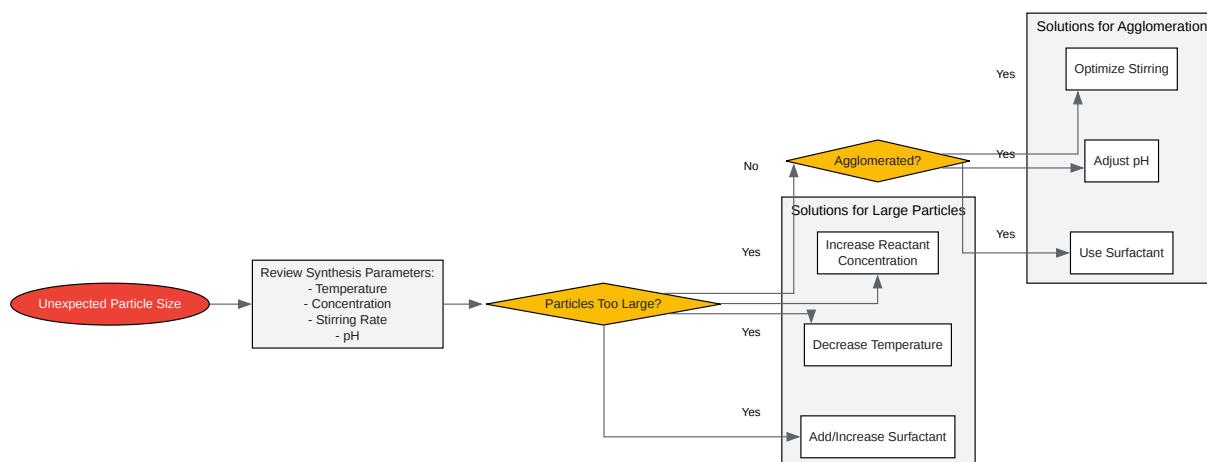 Unexpected Particle Size
Review Synthesis Parameters:
- Temperature
- Concentration
- Stirring Rate
- pH
Particles Too Large?
No
Yes
Yes
Yes
Agglomerated?
Solutions for Large Particles
Increase Reactant
Concentration
Decrease Temperature
Add/Increase Surfactant
Yes
Yes
Yes
Solutions for Agglomeration
Optimize Stirring
Adjust pH
Use Surfactant